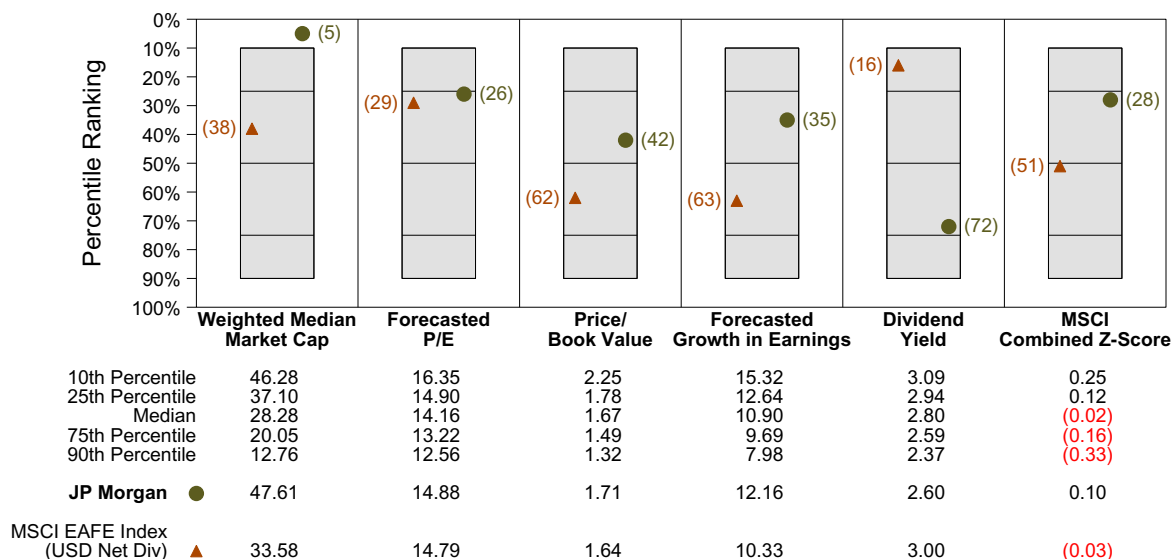 Percentile Ranking
0%
10%
20%
30%
40%
50%
60%
70%
80%
90%
100%
(5)
(38)
(29)
(26)
(42)
(62)
(35)
(63)
(16)
(72)
(28)
(51)
Weighted Median Market Cap
Forecasted P/E
Price/ Book Value
Forecasted Growth in Earnings
Dividend Yield
MSCI Combined Z-Score
10th Percentile 46.28 16.35 2.25 15.32 3.09 0.25
25th Percentile 37.10 14.90 1.78 12.64 2.94 0.12
Median 28.28 14.16 1.67 10.90 2.80 (0.02)
75th Percentile 20.05 13.22 1.49 9.69 2.59 (0.16)
90th Percentile 12.76 12.56 1.32 7.98 2.37 (0.33)
JP Morgan 47.61 14.88 1.71 12.16 2.60 0.10
MSCI EAFE Index
(USD Net Div) 33.58 14.79 1.64 10.33 3.00 (0.03)